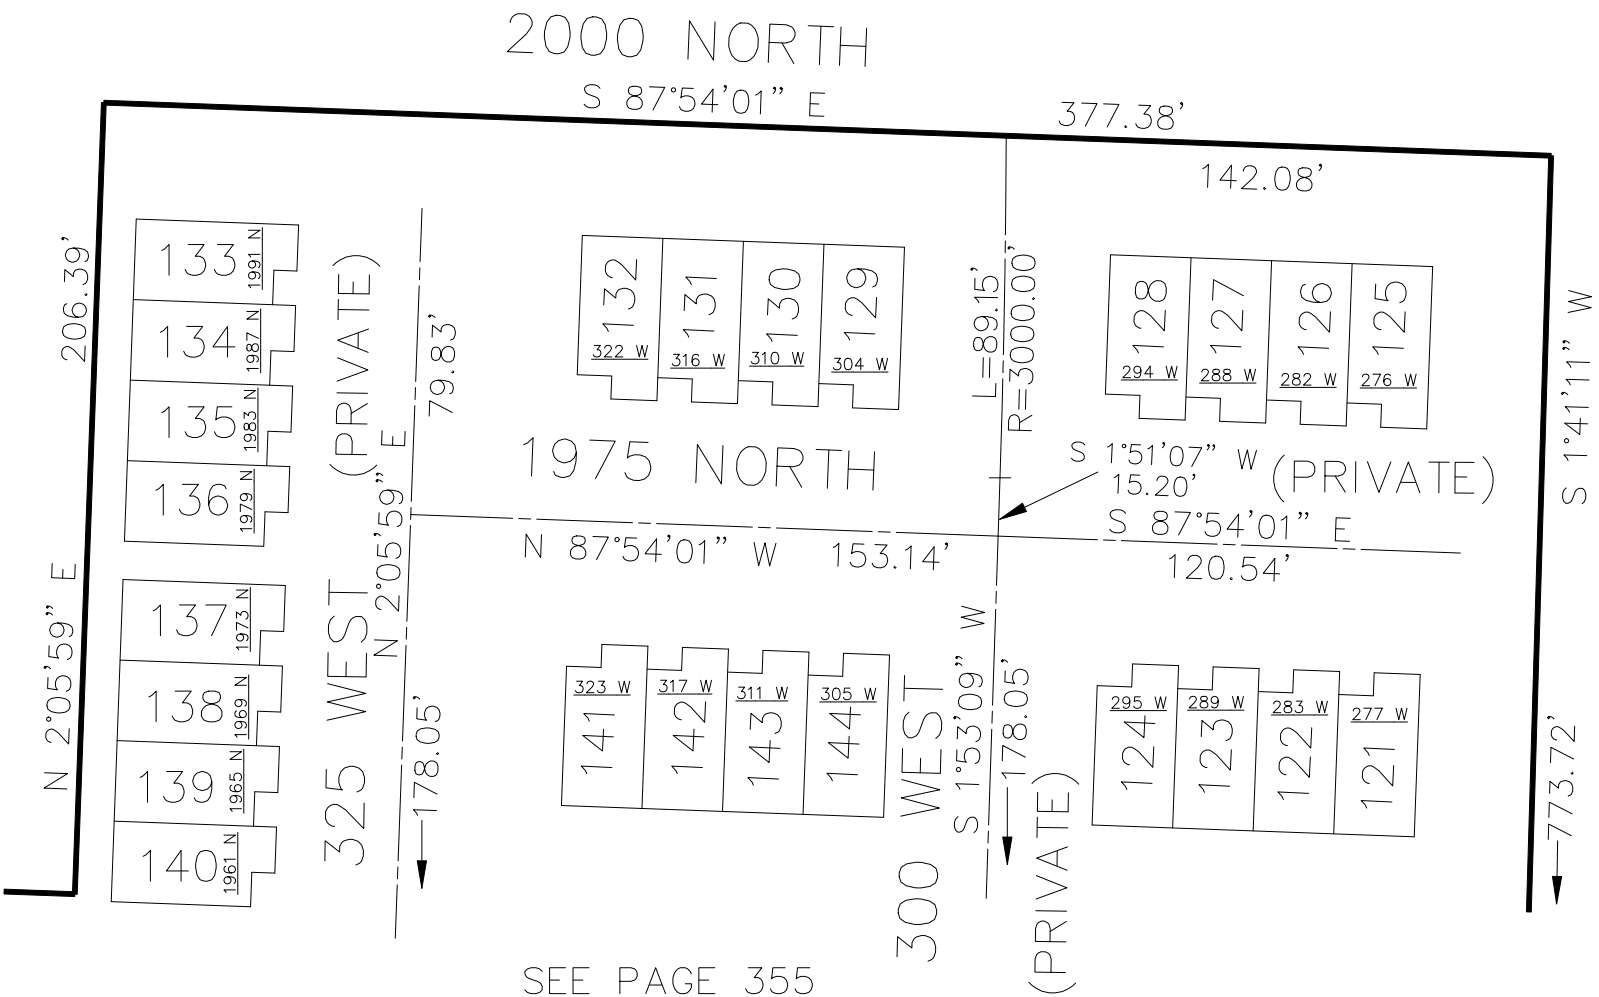 2000 NORTH
S 87°54'01" E
377.38'
142.08'
206.39'
N 2°05'59" E
133
1991 N
134
1987 N
135
1983 N
136
1979 N
137
1973 N
138
1969 N
139
1965 N
140
1961 N
325 WEST
(PRIVATE)
79.83'
N 2°05'59" E
178.05'
132
322 W
131
316 W
130
310 W
129
304 W
L=89.15'
R=3000.00'
128
294 W
127
288 W
126
282 W
125
276 W
1975 NORTH
(PRIVATE)
S 1°51'07" W
15.20'
S 87°54'01" E
120.54'
N 87°54'01" W
153.14'
323 W
141
317 W
142
311 W
143
305 W
144
300 WEST
(PRIVATE)
S 1°53'09" W
178.05'
295 W
124
289 W
123
283 W
122
277 W
121
S 1°41'11" W
773.72'
SEE PAGE 355